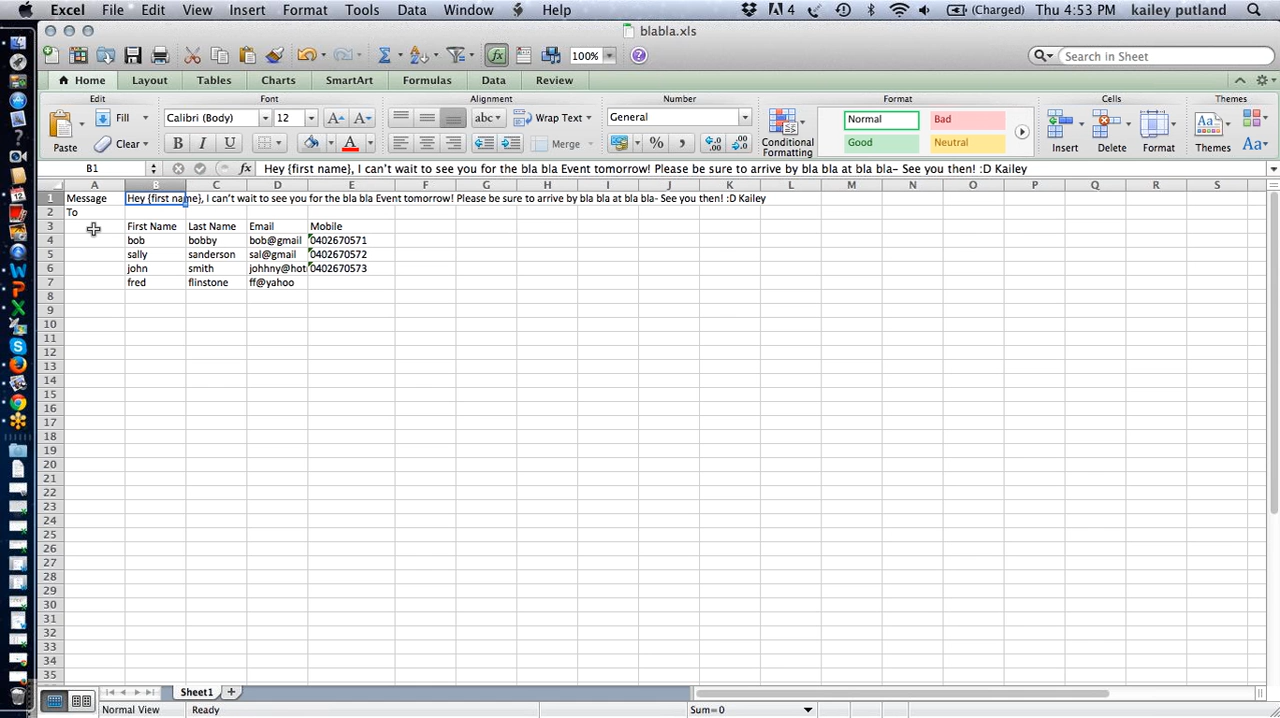 Excel File Edit View Insert Format Tools Data Window Help 4 (Charged) Thu 4:53 PM kailey putland
blabla.xls
100% Search in Sheet
Home Layout Tables Charts SmartArt Formulas Data Review
Edit Font Alignment Number Format Cells Themes
Fill Calibri (Body) 12 A A abc Wrap Text General Normal Bad
Paste Clear B I U A Merge % Conditional Formatting Good Neutral Insert Delete Format Themes Aa
B1 fx Hey {first name}, I can't wait to see you for the bla bla Event tomorrow! Please be sure to arrive by bla bla at bla bla- See you then! :D Kailey
A B C D E F G H I J K L M N O P Q R S
1 Message Hey {first name}, I can't wait to see you for the bla bla Event tomorrow! Please be sure to arrive by bla bla at bla bla- See you then! :D Kailey
2 To
3 First Name Last Name Email Mobile
4 bob bobby bob@gmail 0402670571
5 sally sanderson sal@gmail 0402670572
6 john smith johhny@hot 0402670573
7 fred flinstone ff@yahoo
8
9
10
11
12
13
14
15
16
17
18
19
20
21
22
23
24
25
26
27
28
29
30
31
32
33
34
35
Sheet1
Normal View Ready Sum=0